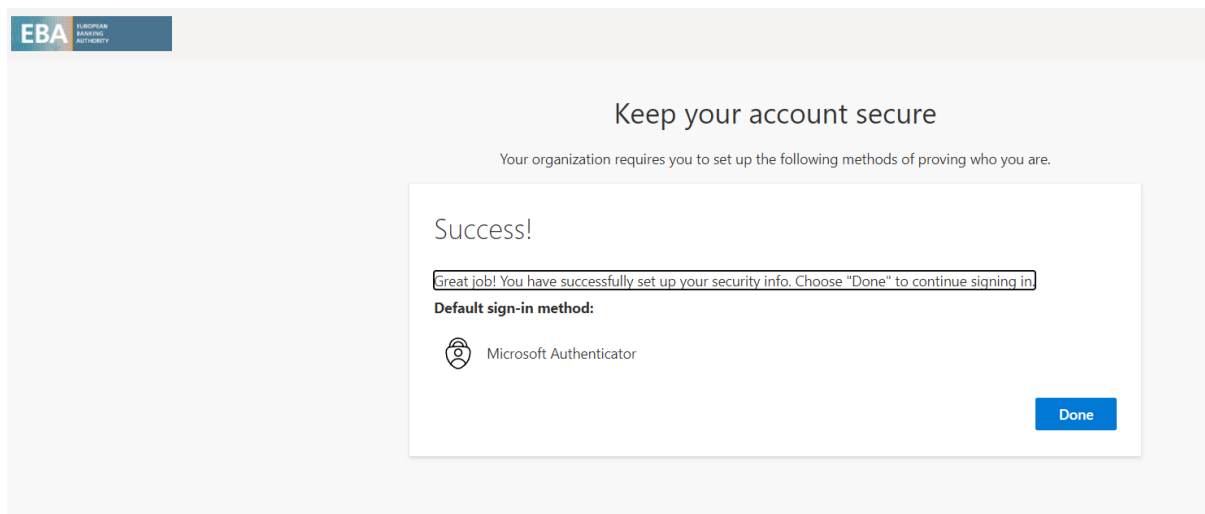 EBA
EUROPEAN
BANKING
AUTHORITY
Keep your account secure
Your organization requires you to set up the following methods of proving who you are.
Success!
Great job! You have successfully set up your security info. Choose "Done" to continue signing in.
Default sign-in method:
Microsoft Authenticator
Done